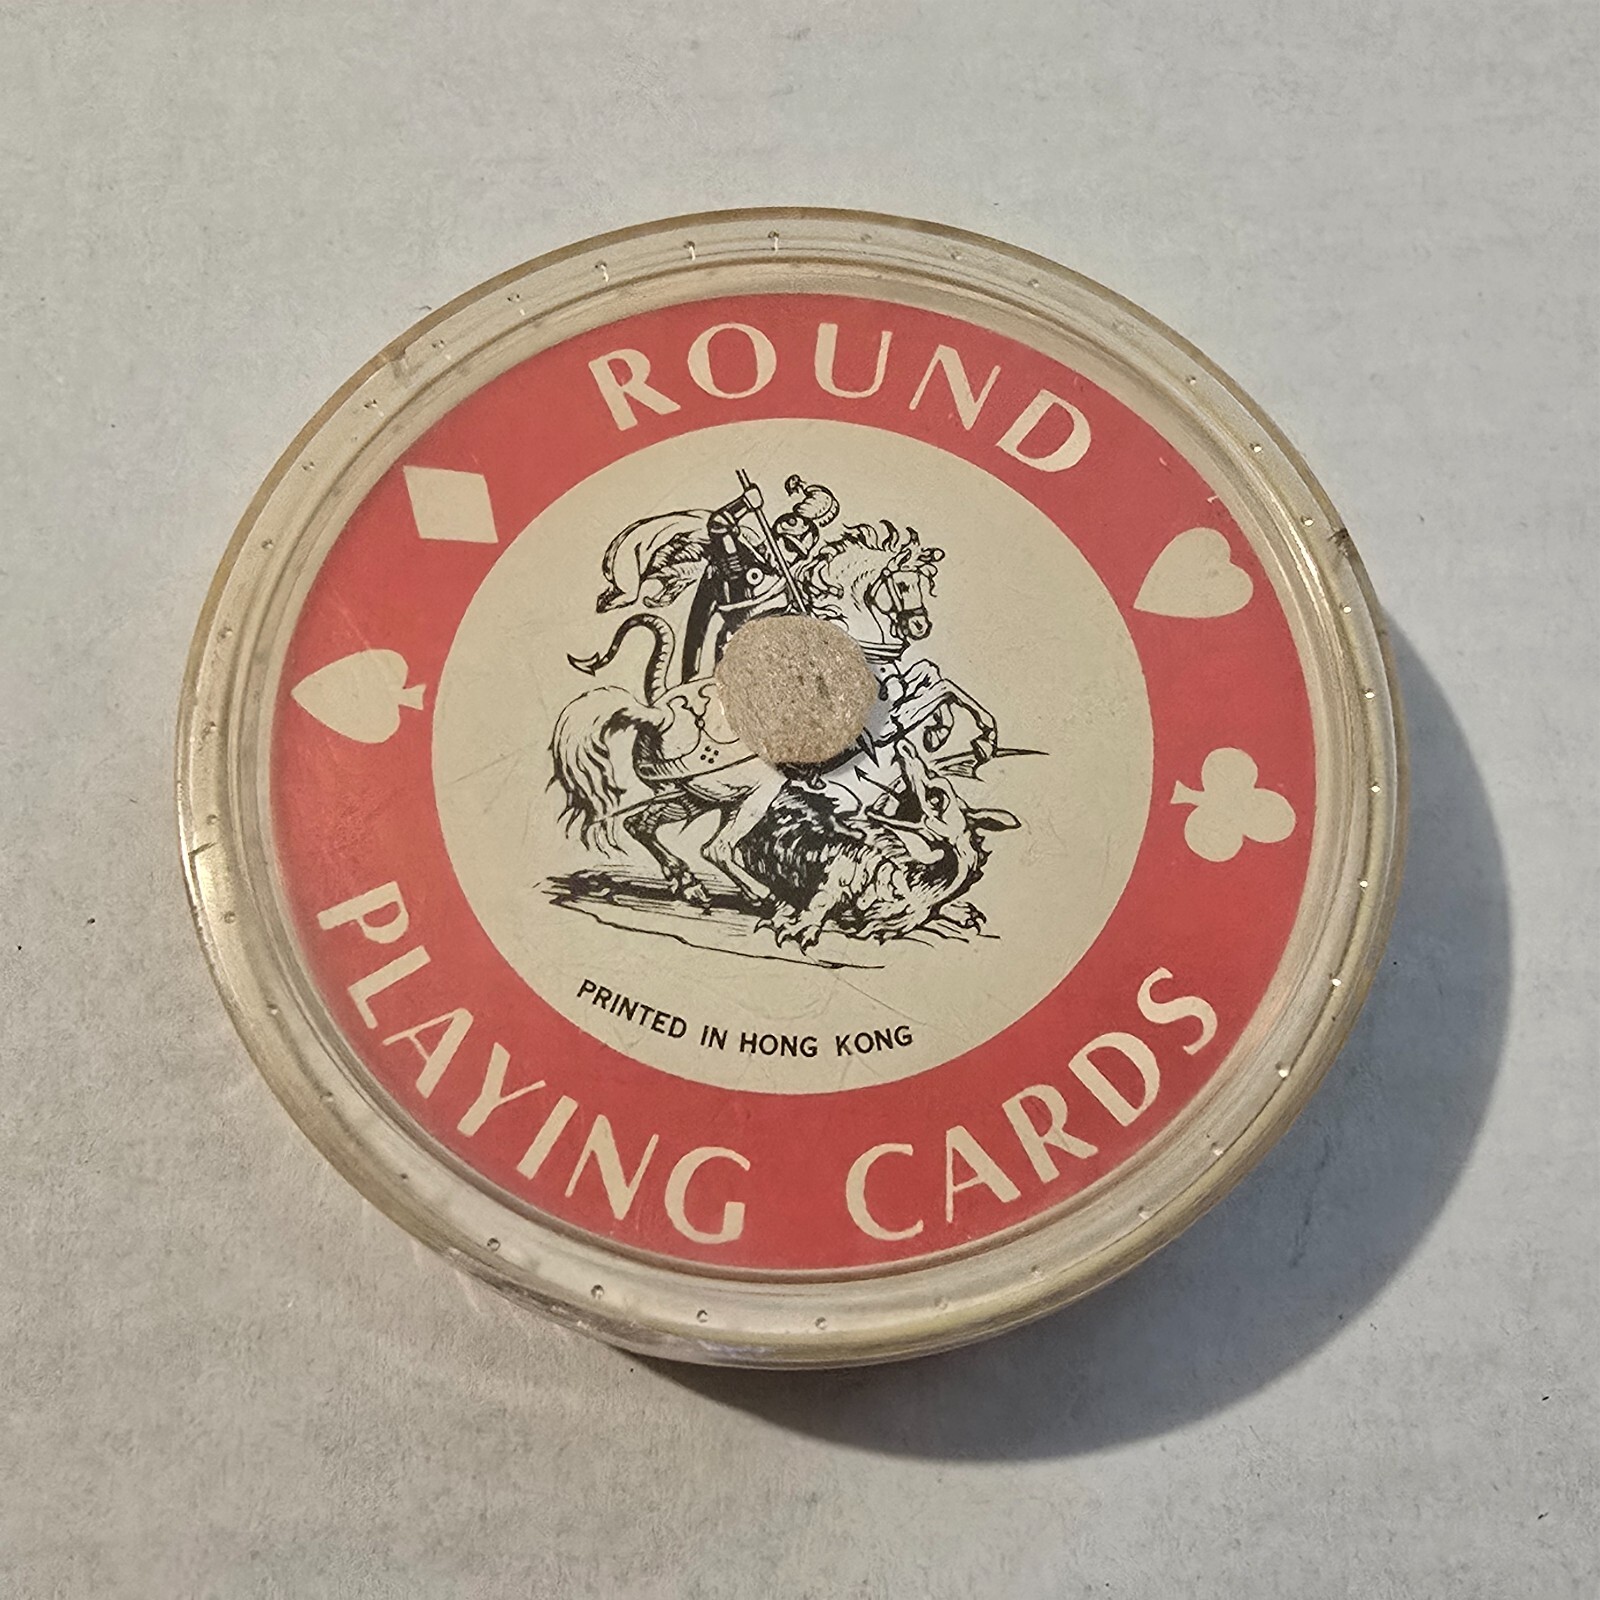 ROUND
PLAYING CARDS
PRINTED IN HONG KONG